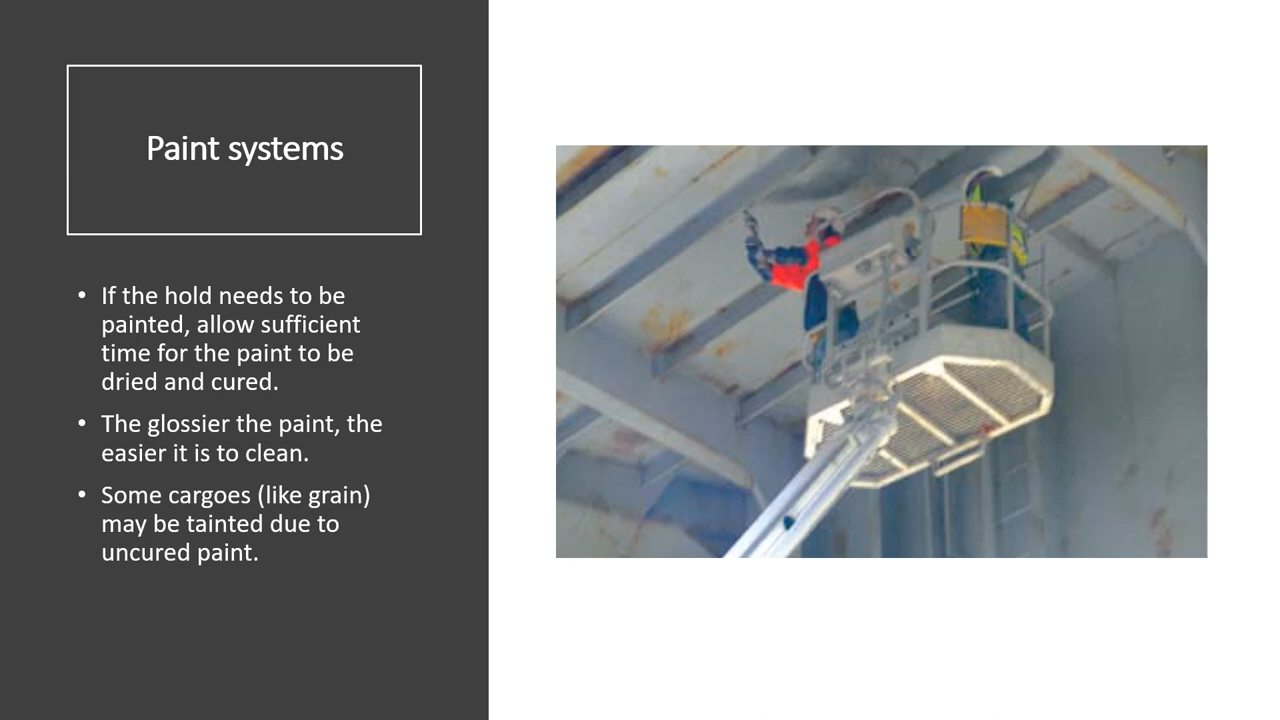 Paint systems
• If the hold needs to be
painted, allow sufficient
time for the paint to be
dried and cured.
• The glossier the paint, the
easier it is to clean.
• Some cargoes (like grain)
may be tainted due to
uncured paint.